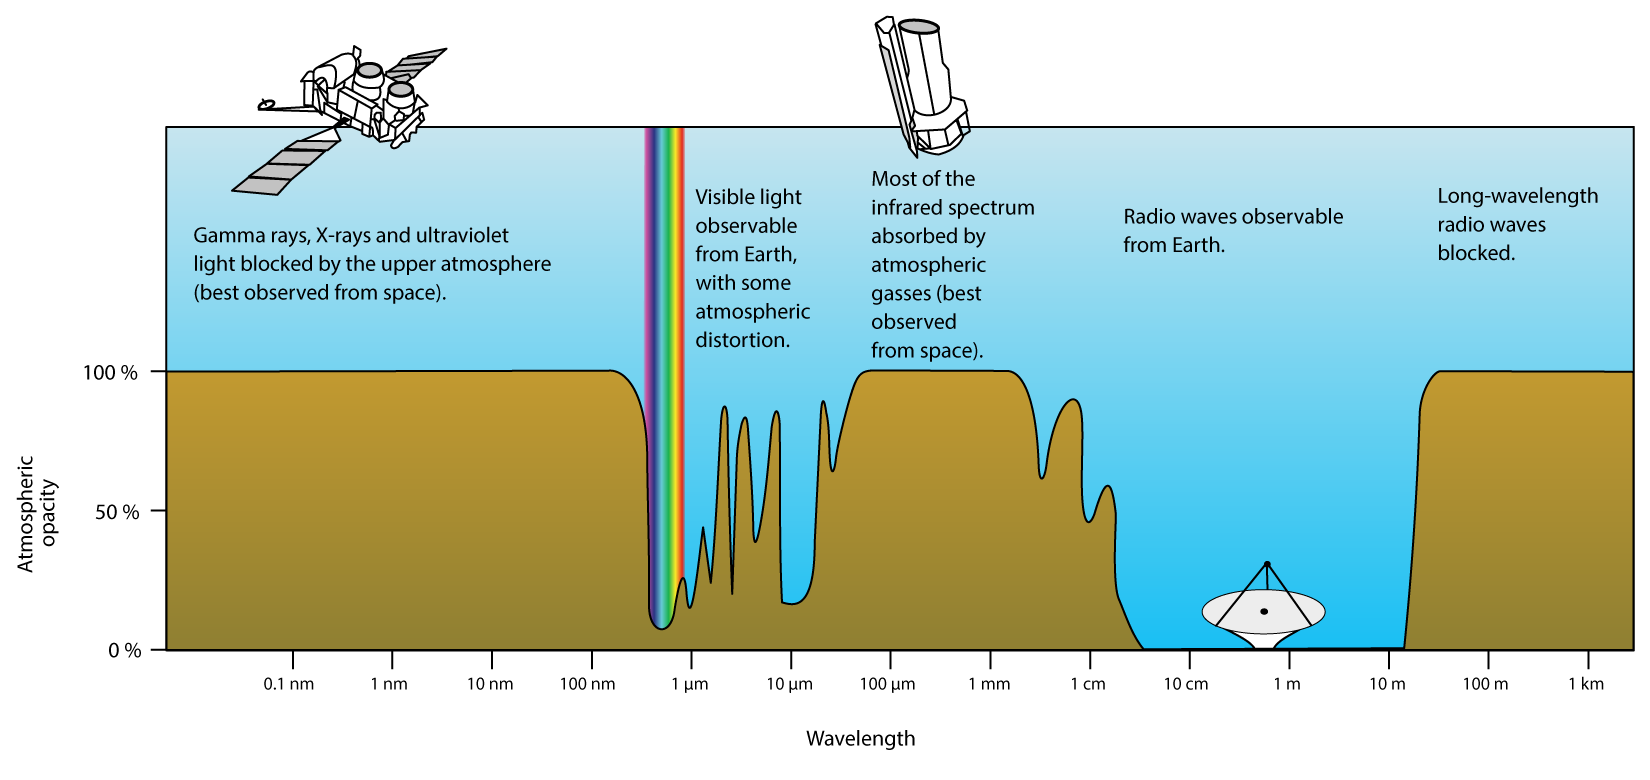 Gamma rays, X-rays and ultraviolet
light blocked by the upper atmosphere
(best observed from space).
Visible light
observable
from Earth,
with some
atmospheric
distortion.
Most of the
infrared spectrum
absorbed by
atmospheric
gasses (best
observed
from space).
Radio waves observable
from Earth.
Long-wavelength
radio waves
blocked.
Atmospheric
opacity
100 %
50 %
0 %
0.1 nm 1 nm 10 nm 100 nm 1 µm 10 µm 100 µm 1 mm 1 cm 10 cm 1 m 10 m 100 m 1 km
Wavelength